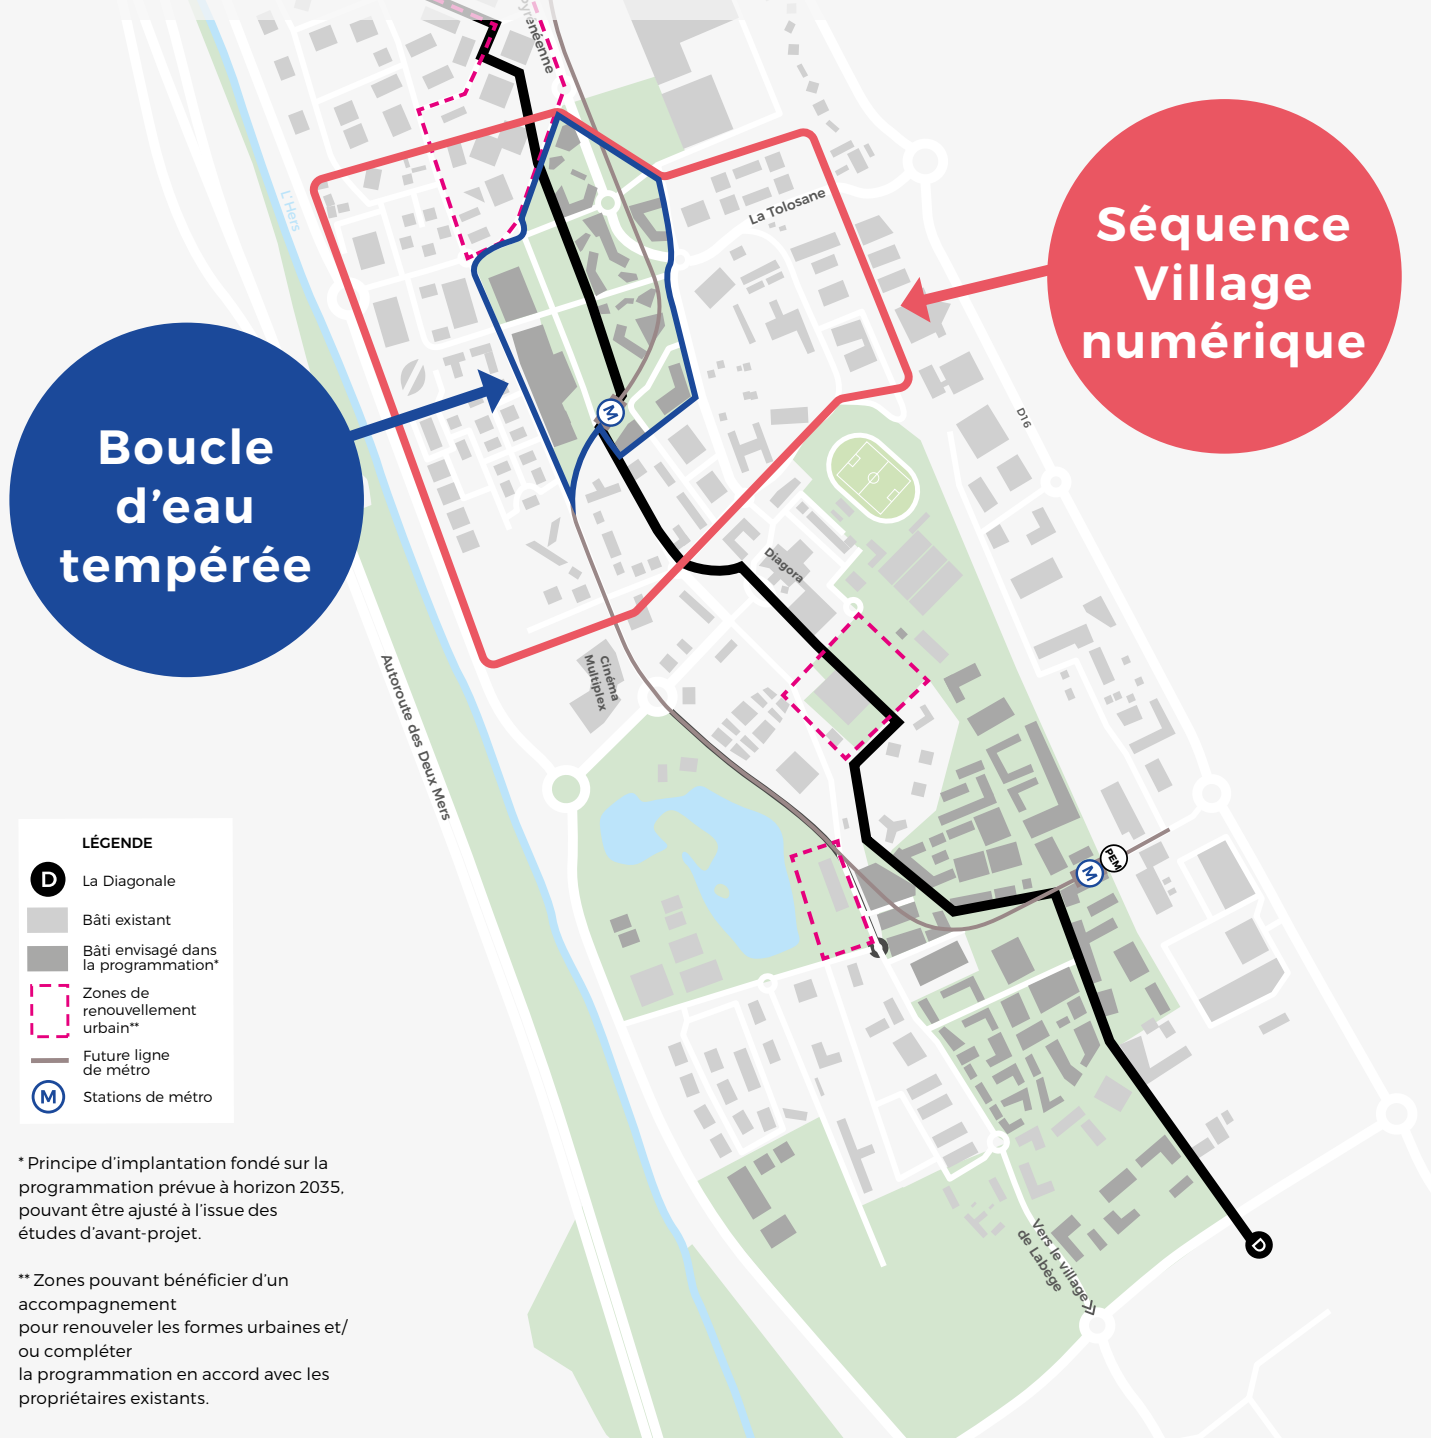 Pyrénéenne
L'Hers
La Tolosane
Séquence
Village
numérique
Boucle
d'eau
tempérée
M
D16
Diagora
Cinéma
Multiplex
Autoroute des Deux Mers
M
PEM
Vers le village
de Labège
D
LÉGENDE
D
La Diagonale
Bâti existant
Bâti envisagé dans
la programmation*
Zones de
renouvellement
urbain**
Future ligne
de métro
M
Stations de métro
* Principe d'implantation fondé sur la
programmation prévue à horizon 2035,
pouvant être ajusté à l'issue des
études d'avant-projet.
** Zones pouvant bénéficier d'un
accompagnement
pour renouveler les formes urbaines et/
ou compléter
la programmation en accord avec les
propriétaires existants.